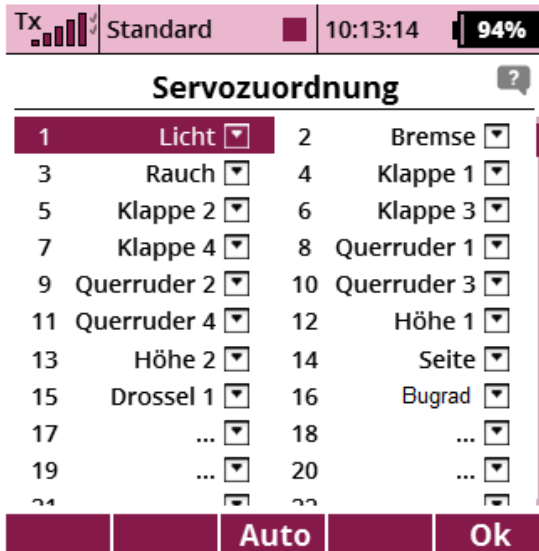 Tx Standard 10:13:14 94%
Servozuordnung ?
1 Licht 2 Bremse
3 Rauch 4 Klappe 1
5 Klappe 2 6 Klappe 3
7 Klappe 4 8 Querruder 1
9 Querruder 2 10 Querruder 3
11 Querruder 4 12 Höhe 1
13 Höhe 2 14 Seite
15 Drossel 1 16 Bugrad
17 ... 18 ...
19 ... 20 ...
Auto Ok